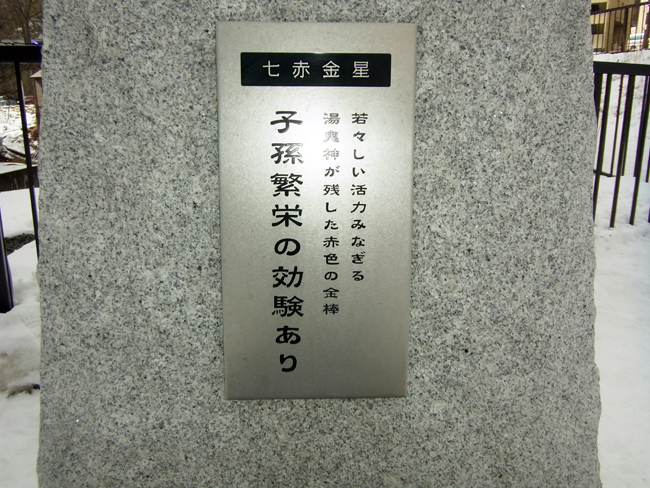 七赤金星
若々しい活力みなぎる
湯鬼神が残した赤色の金棒
子孫繁栄の効験あり